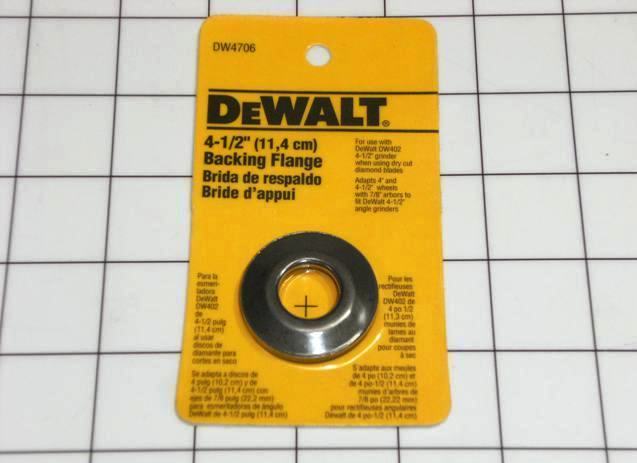 DW4706
DEWALT®
4-1/2" (11,4 cm)
Backing Flange
Brida de respaldo
Bride d'appui
For use with
DeWalt DW402
4-1/2" grinder
when using dry cut
diamond blades
Adapts 4" and
4-1/2" wheels
with 7/8" arbors to
fit DeWalt 4-1/2"
angle grinders
Para la
esmeri-
ladora
DeWalt
DW402
de
4-1/2 pulg
(11,4 cm)
al usar
discos de
diamante para
cortes en seco
Se adapta a discos de
4 pulg (10,2 cm) y de
4-1/2 pulg (11,4 cm) con
ejes de 7/8 pulg (22,2 mm)
para esmeriladoras de ángulo
DeWalt de 4-1/2 pulg (11,4 cm)
Pour les
rectifieuses
DeWalt
DW402 de
4 po 1/2
(11,3 cm)
munies de
lames au
diamant
pour coupes
à sec
S'adapte aux meules
de 4 po (10,2 cm) et
de 4 po-1/2 (11,4 cm)
munies d'arbres de
7/8 po (22,22 mm)
pour rectifieuses angulaires
Dewalt de 4 po-1/2 (11,4 cm)